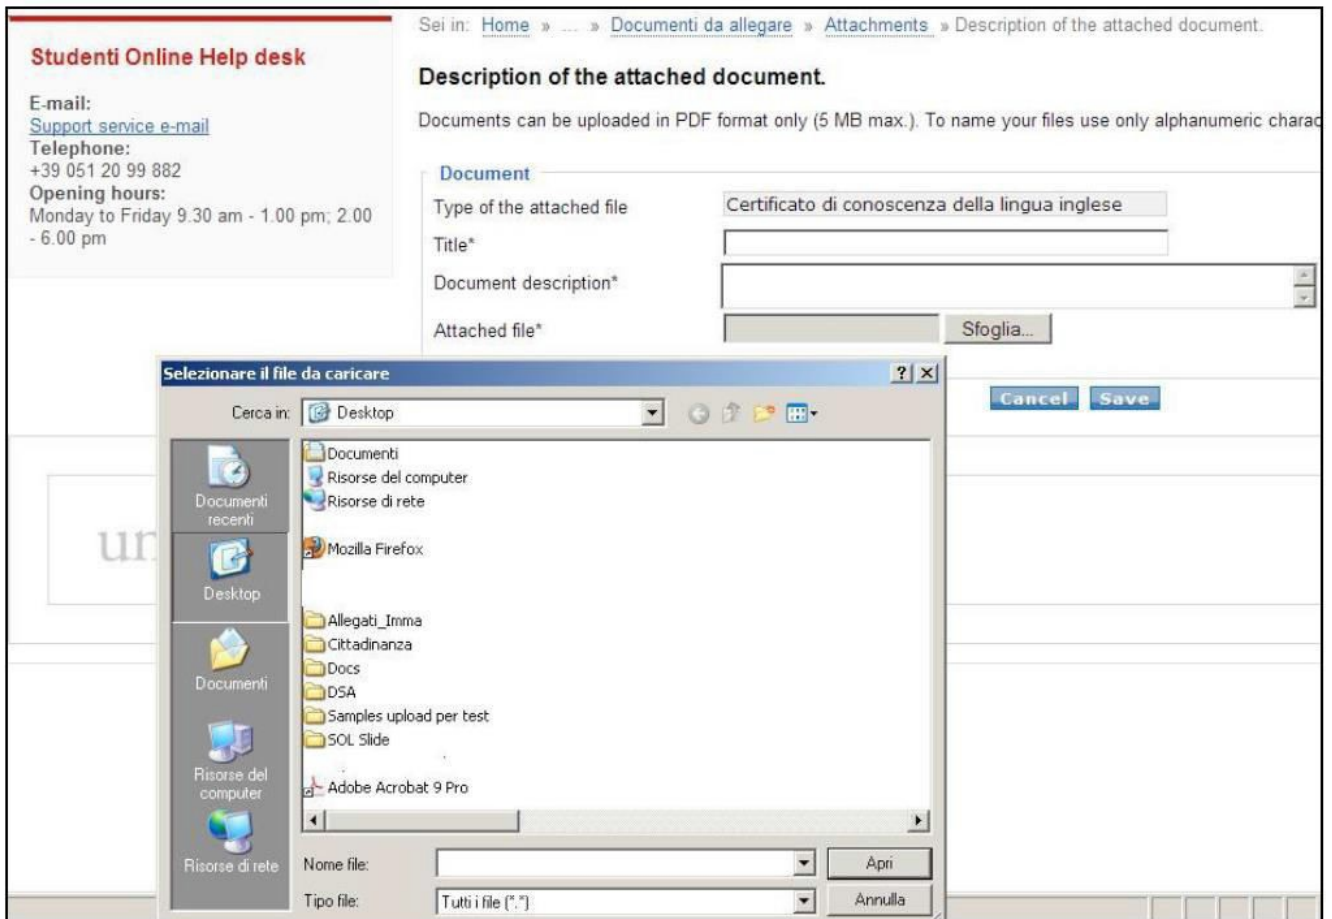 Sei in: Home » ... » Documenti da allegare » Attachments » Description of the attached document.
Studenti Online Help desk
E-mail:
Support service e-mail
Telephone:
+39 051 20 99 882
Opening hours:
Monday to Friday 9.30 am - 1.00 pm; 2.00
- 6.00 pm
Description of the attached document.
Documents can be uploaded in PDF format only (5 MB max.). To name your files use only alphanumeric charac
Document
Type of the attached file Certificato di conoscenza della lingua inglese
Title*
Document description*
Attached file* Sfoglia...
Cancel Save
un
Selezionare il file da caricare
Cerca in: Desktop
Documenti
recenti
Desktop
Documenti
Risorse del
computer
Risorse di rete
Documenti
Risorse del computer
Risorse di rete
Mozilla Firefox
Allegati_Imma
Cittadinanza
Docs
DSA
Samples upload per test
SOL Slide
Adobe Acrobat 9 Pro
Nome file: Apri
Tipo file: Tutti i file (*.*) Annulla